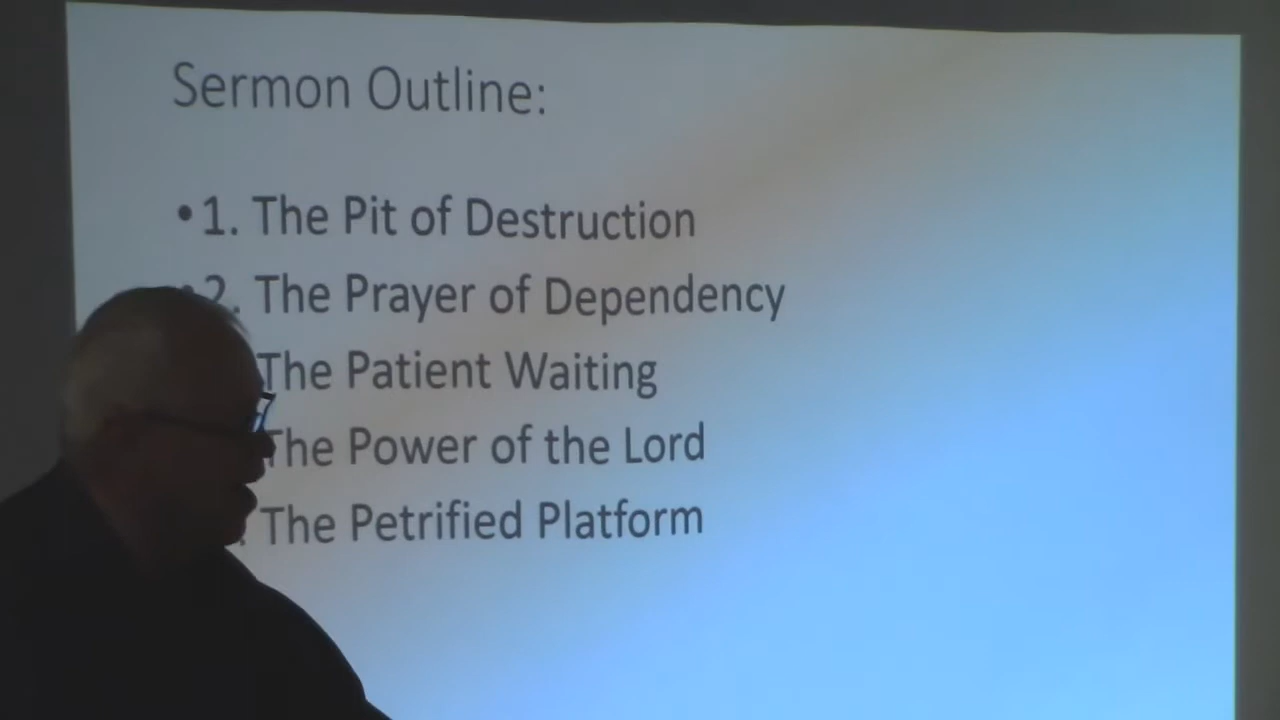 Sermon Outline:
• 1. The Pit of Destruction
• 2. The Prayer of Dependency
The Patient Waiting
The Power of the Lord
. The Petrified Platform